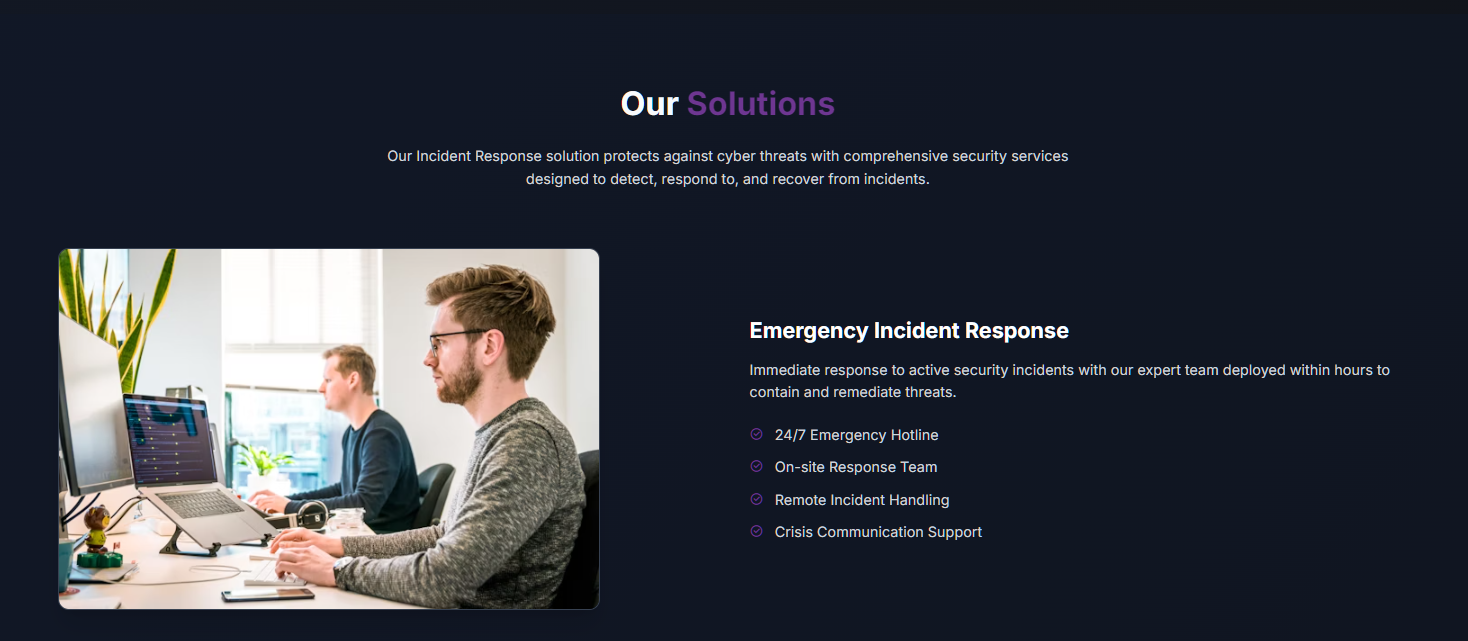 Our Solutions
Our Incident Response solution protects against cyber threats with comprehensive security services
designed to detect, respond to, and recover from incidents.
Emergency Incident Response
Immediate response to active security incidents with our expert team deployed within hours to
contain and remediate threats.
24/7 Emergency Hotline
On-site Response Team
Remote Incident Handling
Crisis Communication Support